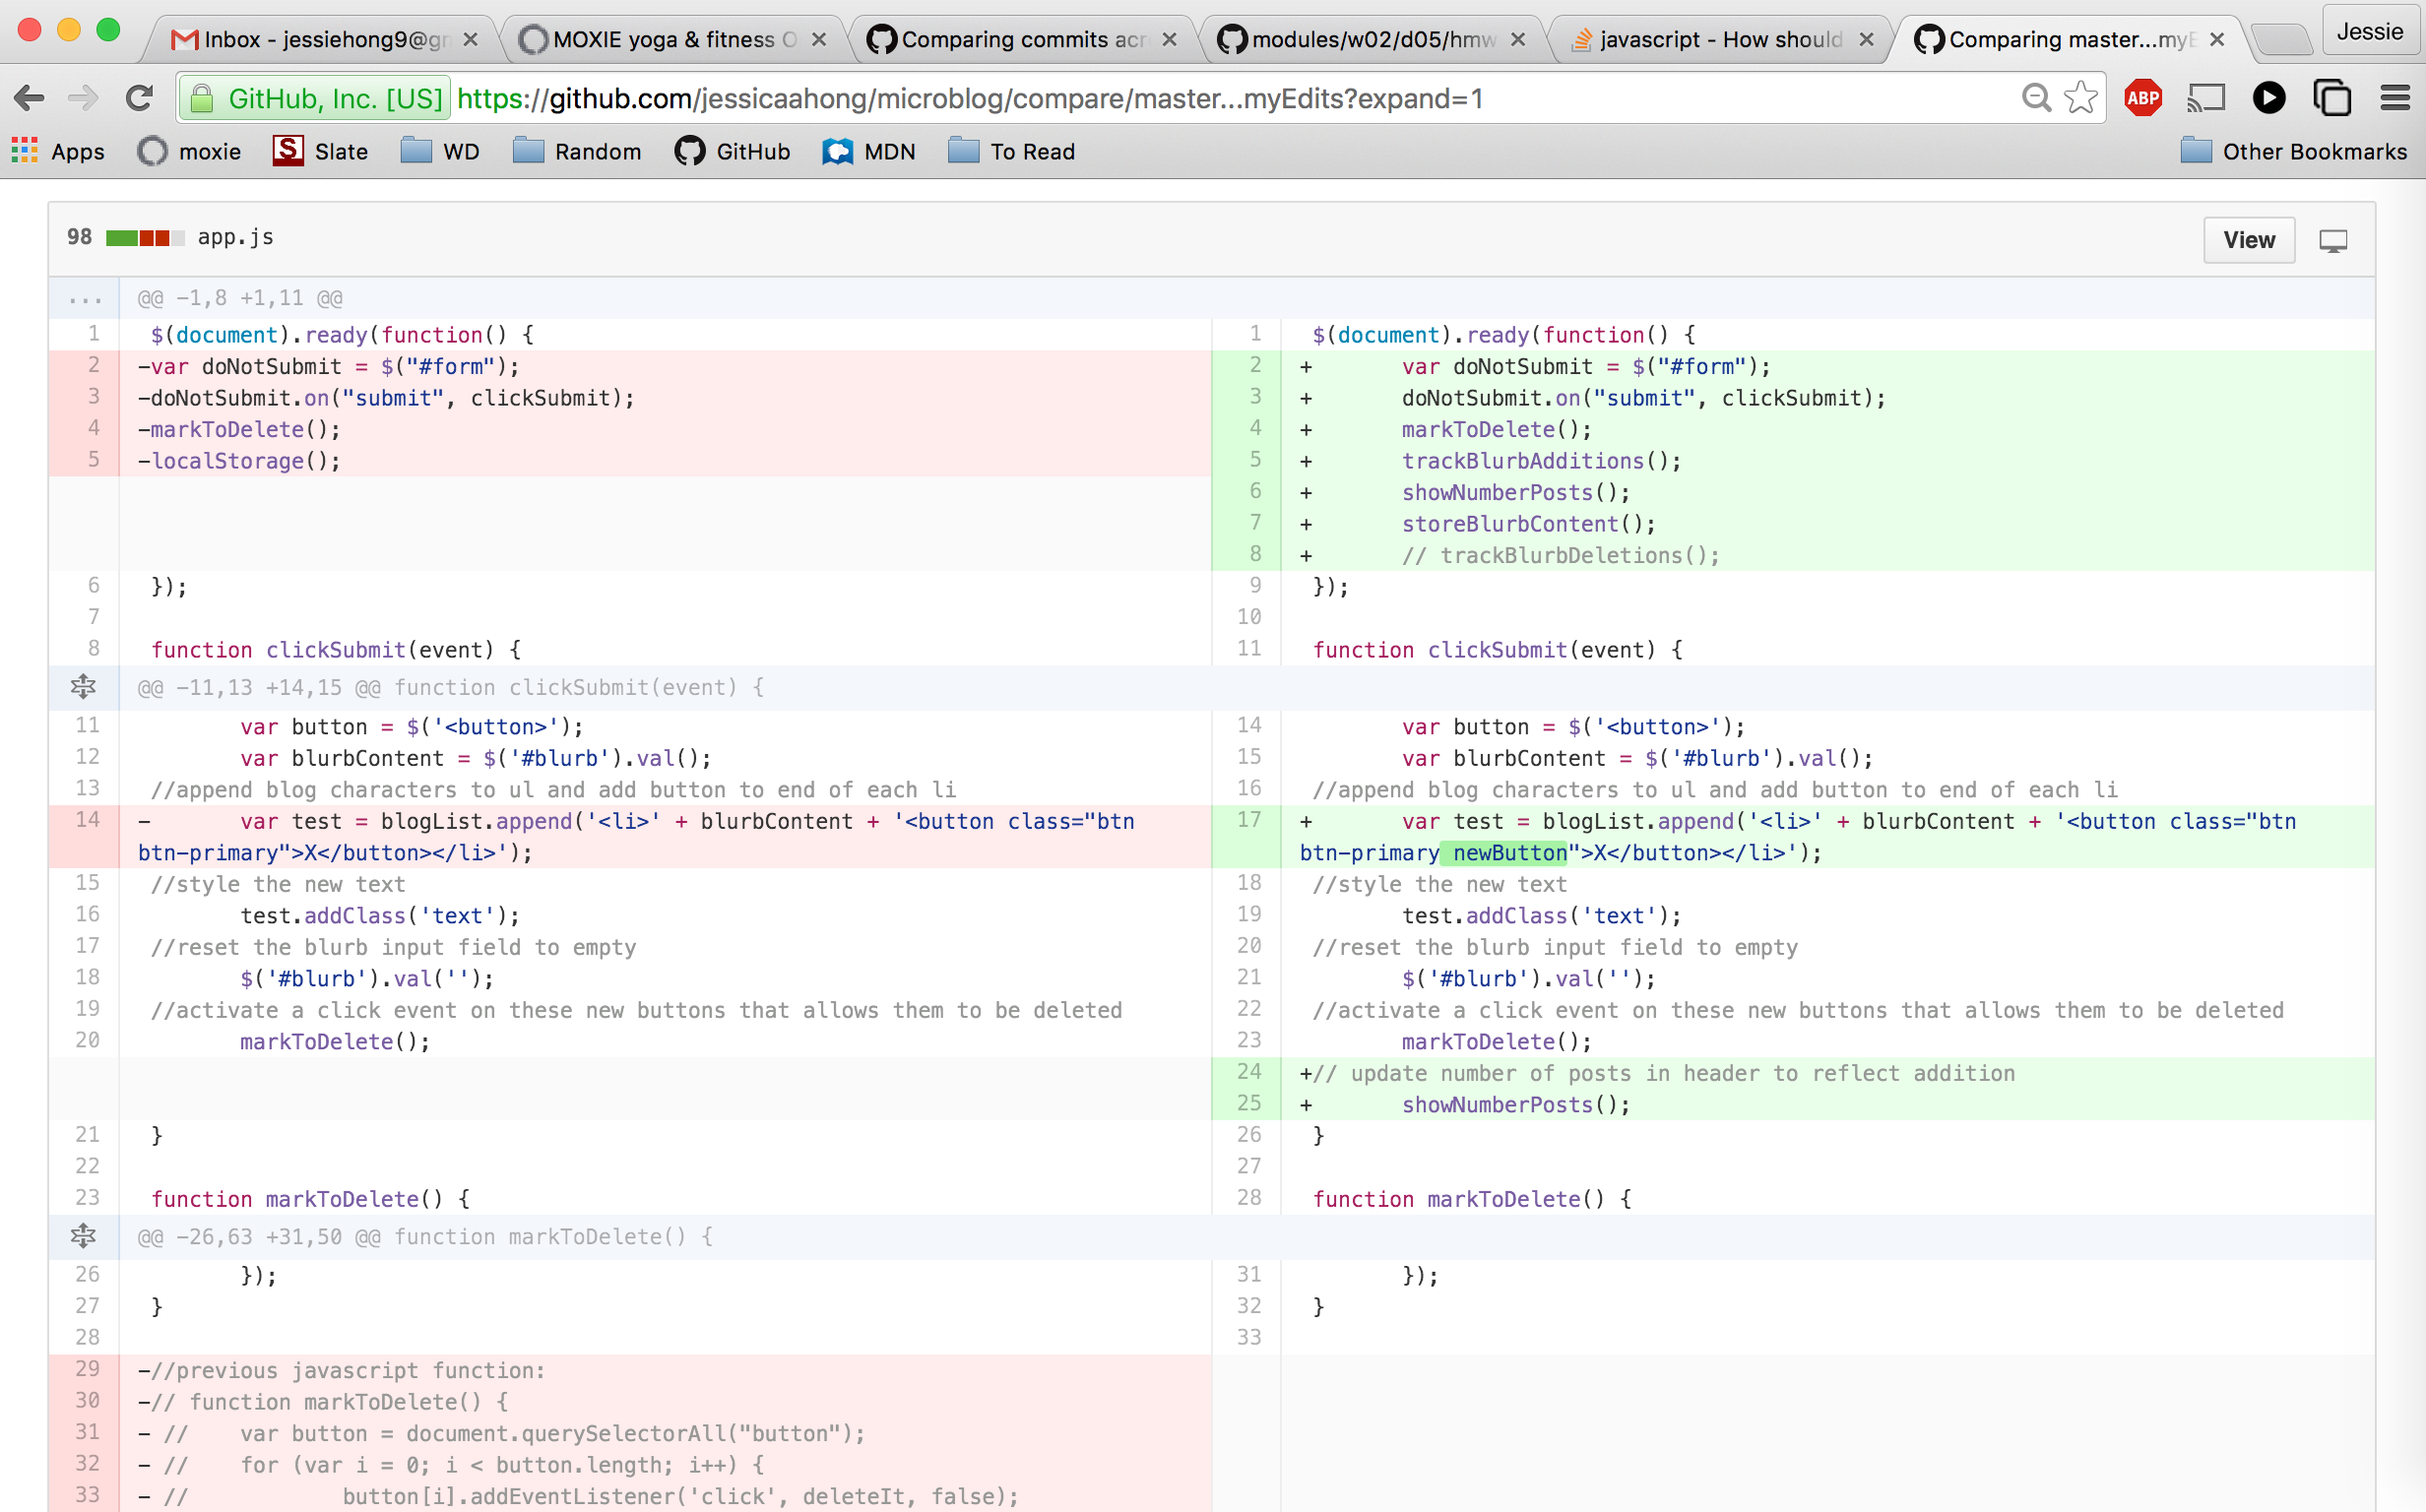 Inbox - jessiehong9@gm
MOXIE yoga & fitness O
Comparing commits acr
modules/w02/d05/hmw
javascript - How should
Comparing master...myE
Jessie
GitHub, Inc. [US] https://github.com/jessicaahong/microblog/compare/master...myEdits?expand=1
ABP
Apps
moxie
S Slate
WD
Random
GitHub
MDN
To Read
Other Bookmarks
98 app.js
View
... @@ -1,8 +1,11 @@
1 $(document).ready(function() {
2 -var doNotSubmit = $("#form");
3 -doNotSubmit.on("submit", clickSubmit);
4 -markToDelete();
5 -localStorage();
6 });
7
8 function clickSubmit(event) {
@@ -11,13 +14,15 @@ function clickSubmit(event) {
11 var button = $('<button>');
12 var blurbContent = $('#blurb').val();
13 //append blog characters to ul and add button to end of each li
14 - var test = blogList.append('<li>' + blurbContent + '<button class="btn
btn-primary">X</button></li>');
15 //style the new text
16 test.addClass('text');
17 //reset the blurb input field to empty
18 $('#blurb').val('');
19 //activate a click event on these new buttons that allows them to be deleted
20 markToDelete();
21 }
22
23 function markToDelete() {
@@ -26,63 +31,50 @@ function markToDelete() {
26 });
27 }
28
29 -//previous javascript function:
30 -// function markToDelete() {
31 - // var button = document.querySelectorAll("button");
32 - // for (var i = 0; i < button.length; i++) {
33 - // button[i].addEventListener('click', deleteIt, false);
1 $(document).ready(function() {
2 + var doNotSubmit = $("#form");
3 + doNotSubmit.on("submit", clickSubmit);
4 + markToDelete();
5 + trackBlurbAdditions();
6 + showNumberPosts();
7 + storeBlurbContent();
8 + // trackBlurbDeletions();
9 });
10
11 function clickSubmit(event) {
14 var button = $('<button>');
15 var blurbContent = $('#blurb').val();
16 //append blog characters to ul and add button to end of each li
17 + var test = blogList.append('<li>' + blurbContent + '<button class="btn
btn-primary newButton">X</button></li>');
18 //style the new text
19 test.addClass('text');
20 //reset the blurb input field to empty
21 $('#blurb').val('');
22 //activate a click event on these new buttons that allows them to be deleted
23 markToDelete();
24 +// update number of posts in header to reflect addition
25 + showNumberPosts();
26 }
27
28 function markToDelete() {
31 });
32 }
33